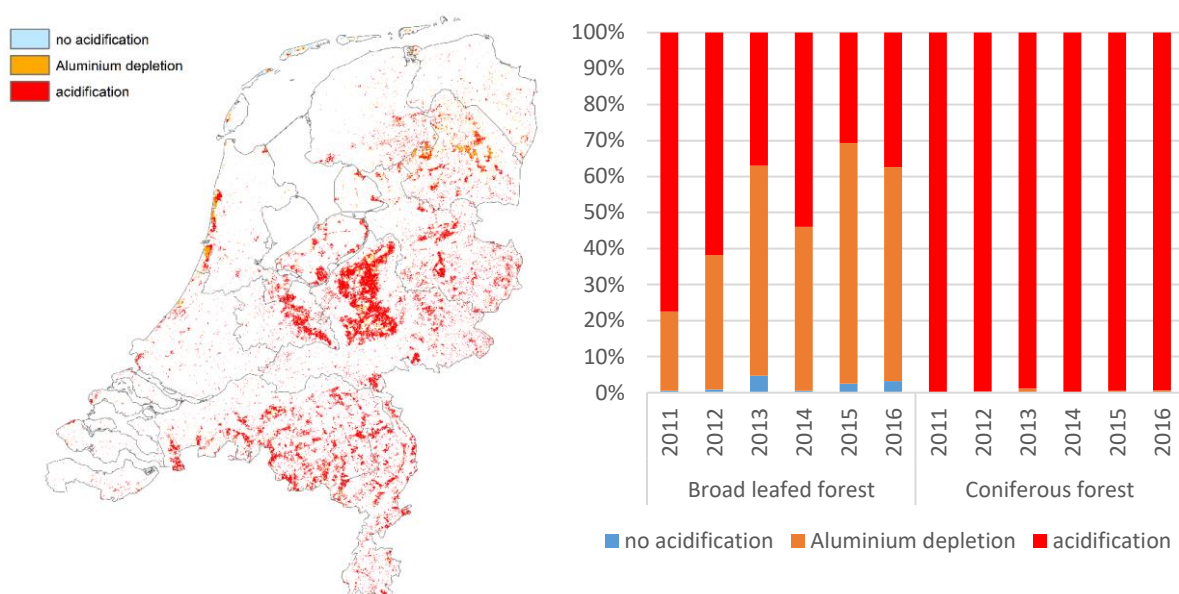 no acidification
Aluminium depletion
acidification
100%
90%
80%
70%
60%
50%
40%
30%
20%
10%
0%
2011 2012 2013 2014 2015 2016 2011 2012 2013 2014 2015 2016
Broad leafed forest Coniferous forest
no acidification Aluminium depletion acidification